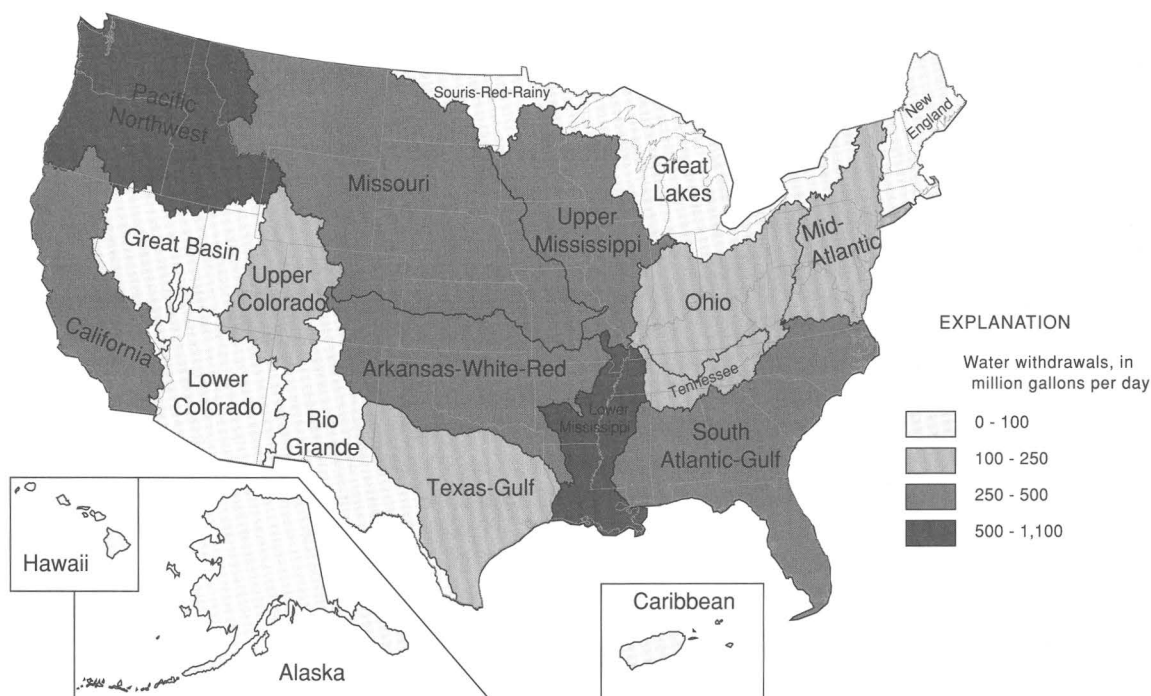 Souris-Red-Rainy
New
England
Pacific
Northwest
Missouri
Great
Lakes
Upper
Mississippi
Mid-
Atlantic
Great Basin
Upper
Colorado
Ohio
California
Arkansas-White-Red
Tennessee
Lower
Colorado
Rio
Grande
Lower
Mississippi
South
Atlantic-Gulf
Texas-Gulf
Hawaii
Alaska
Caribbean
EXPLANATION
Water withdrawals, in
million gallons per day
0 - 100
100 - 250
250 - 500
500 - 1,100